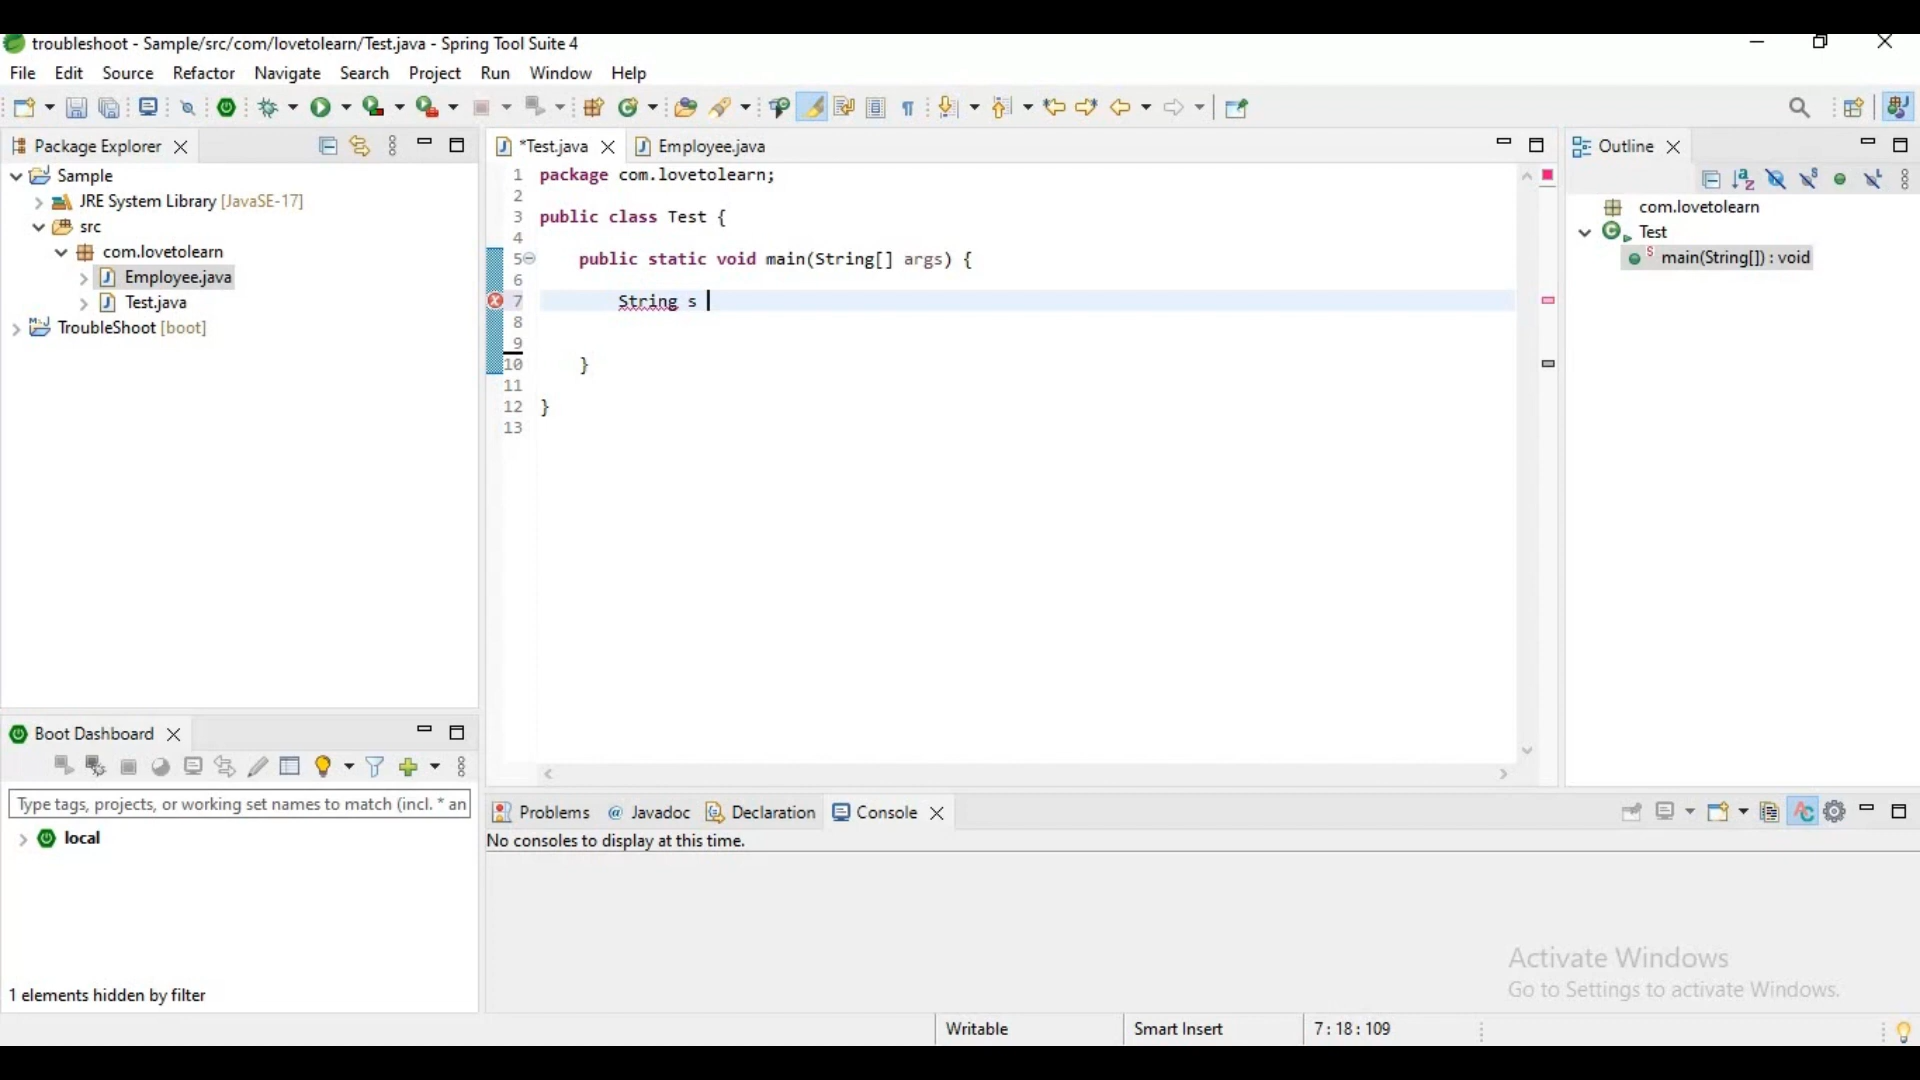 troubleshoot - Sample/src/com/lovetolearn/Test.java - Spring Tool Suite 4
File Edit Source Refactor Navigate Search Project Run Window Help
Package Explorer
Sample
JRE System Library [JavaSE-17]
src
com.lovetolearn
Employee.java
Test.java
TroubleShoot [boot]
*Test.java Employee.java
1 package com.lovetolearn;
2
3 public class Test {
4
5 public static void main(String[] args) {
6
7 String s
8
9
10 }
11
12 }
13
Outline
com.lovetolearn
Test
main(String[]) : void
Boot Dashboard
Type tags, projects, or working set names to match (incl. * an
local
1 elements hidden by filter
Problems Javadoc Declaration Console
No consoles to display at this time.
Activate Windows
Go to Settings to activate Windows.
Writable Smart Insert 7 : 18 : 109